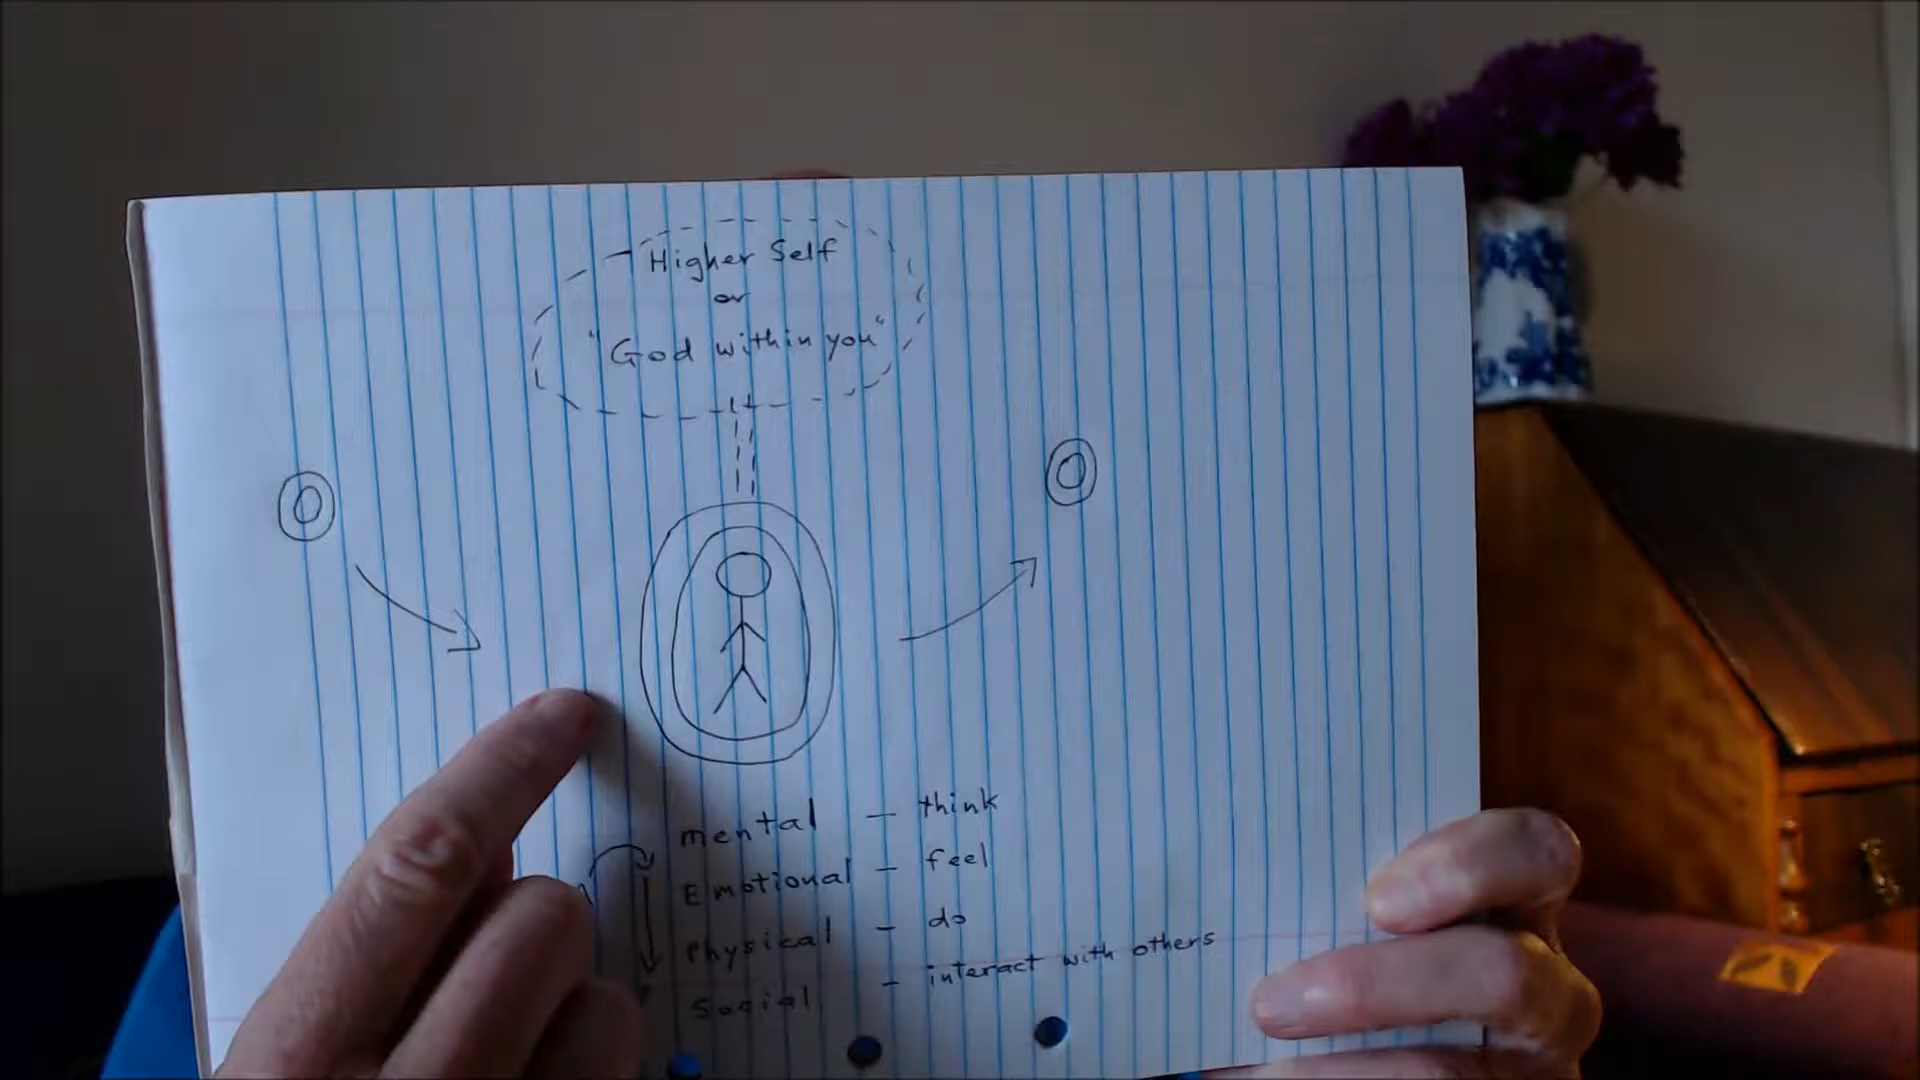 Higher Self
or
"God within you"
mental - think
Emotional - feel
Physical - do
Social - interact with others